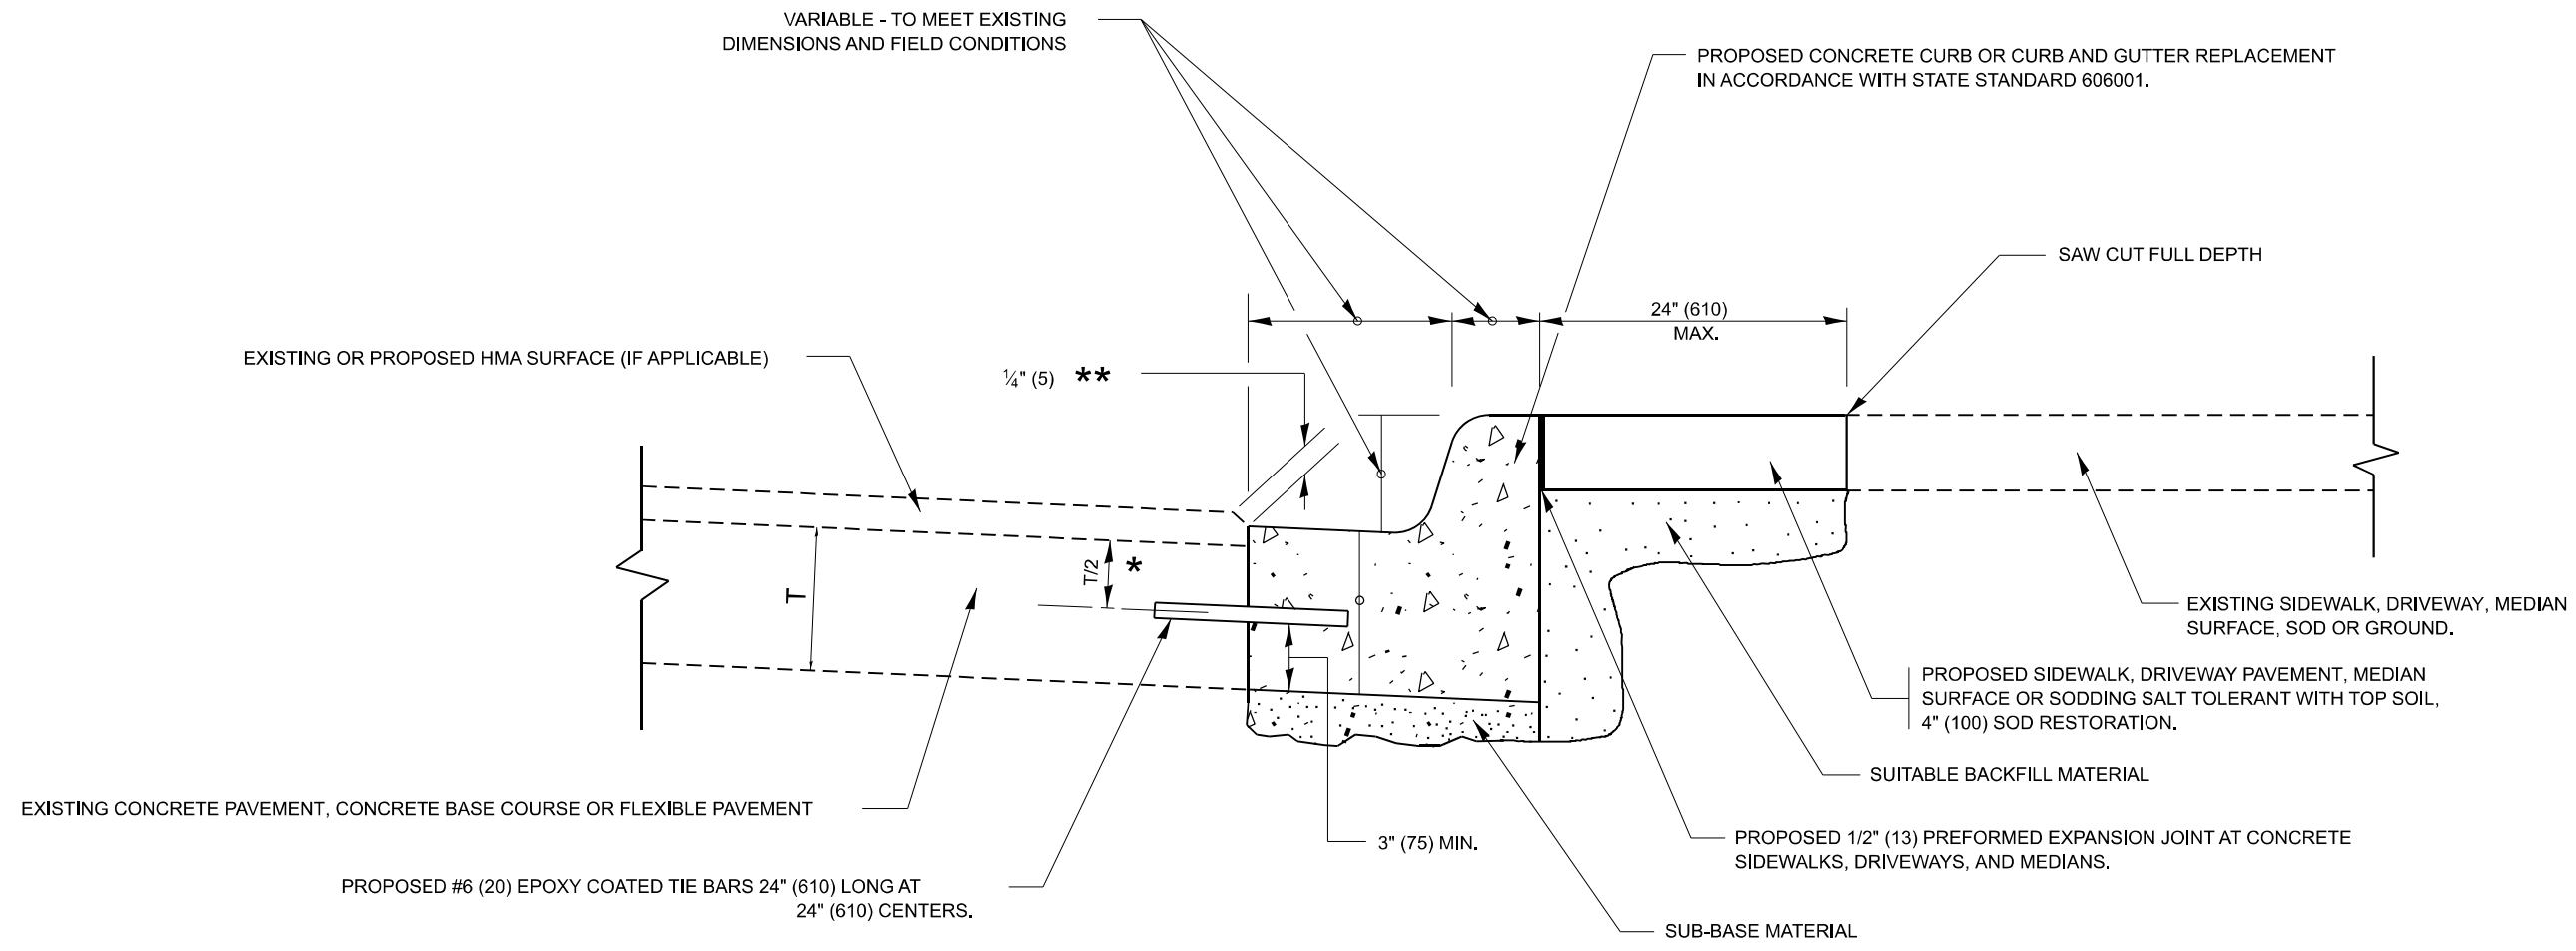 VARIABLE - TO MEET EXISTING
DIMENSIONS AND FIELD CONDITIONS
PROPOSED CONCRETE CURB OR CURB AND GUTTER REPLACEMENT
IN ACCORDANCE WITH STATE STANDARD 606001.
SAW CUT FULL DEPTH
24" (610)
MAX.
EXISTING OR PROPOSED HMA SURFACE (IF APPLICABLE)
¼" (5) **
T/2 *
T
EXISTING SIDEWALK, DRIVEWAY, MEDIAN
SURFACE, SOD OR GROUND.
PROPOSED SIDEWALK, DRIVEWAY PAVEMENT, MEDIAN
SURFACE OR SODDING SALT TOLERANT WITH TOP SOIL,
4" (100) SOD RESTORATION.
SUITABLE BACKFILL MATERIAL
EXISTING CONCRETE PAVEMENT, CONCRETE BASE COURSE OR FLEXIBLE PAVEMENT
3" (75) MIN.
PROPOSED 1/2" (13) PREFORMED EXPANSION JOINT AT CONCRETE
SIDEWALKS, DRIVEWAYS, AND MEDIANS.
PROPOSED #6 (20) EPOXY COATED TIE BARS 24" (610) LONG AT
24" (610) CENTERS.
SUB-BASE MATERIAL